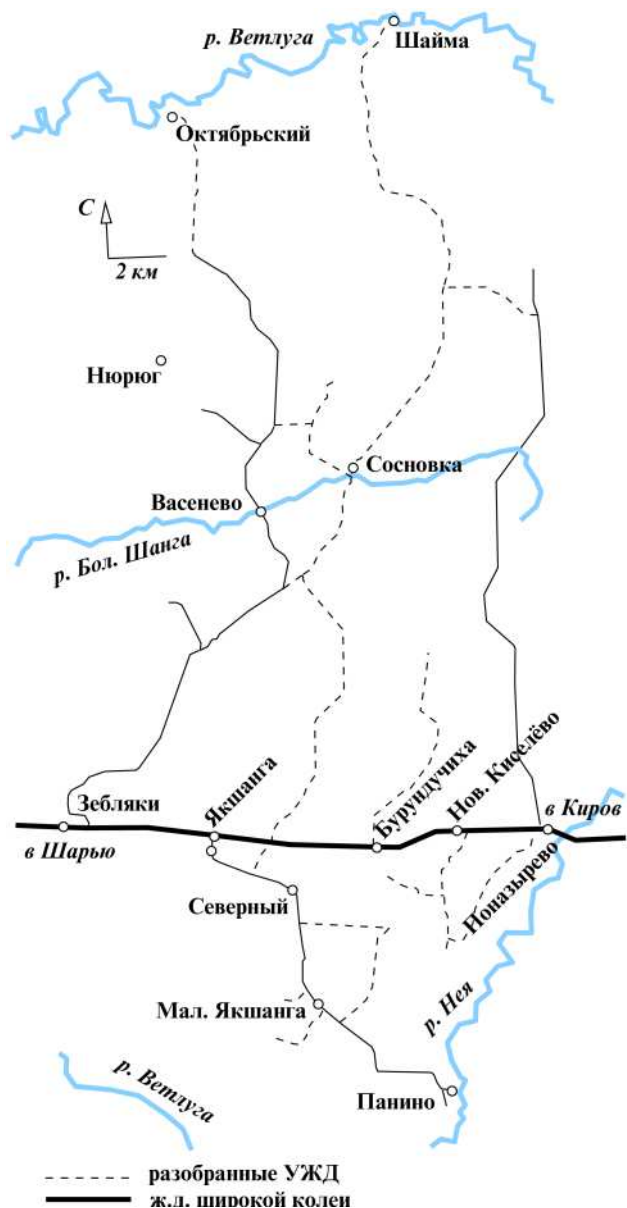 р. Ветлуга
Шайма
Октябрьский
С
2 км
Нюрюг
Сосновка
Васенево
р. Бол. Шанга
Зебляки
Якшанга
Бурундучиха
Нов. Киселёво
в Киров
в Шарью
Поназырево
Северный
р. Нея
Мал. Якшанга
р. Ветлуга
Панино
разобранные УЖД
ж.д. широкой колеи